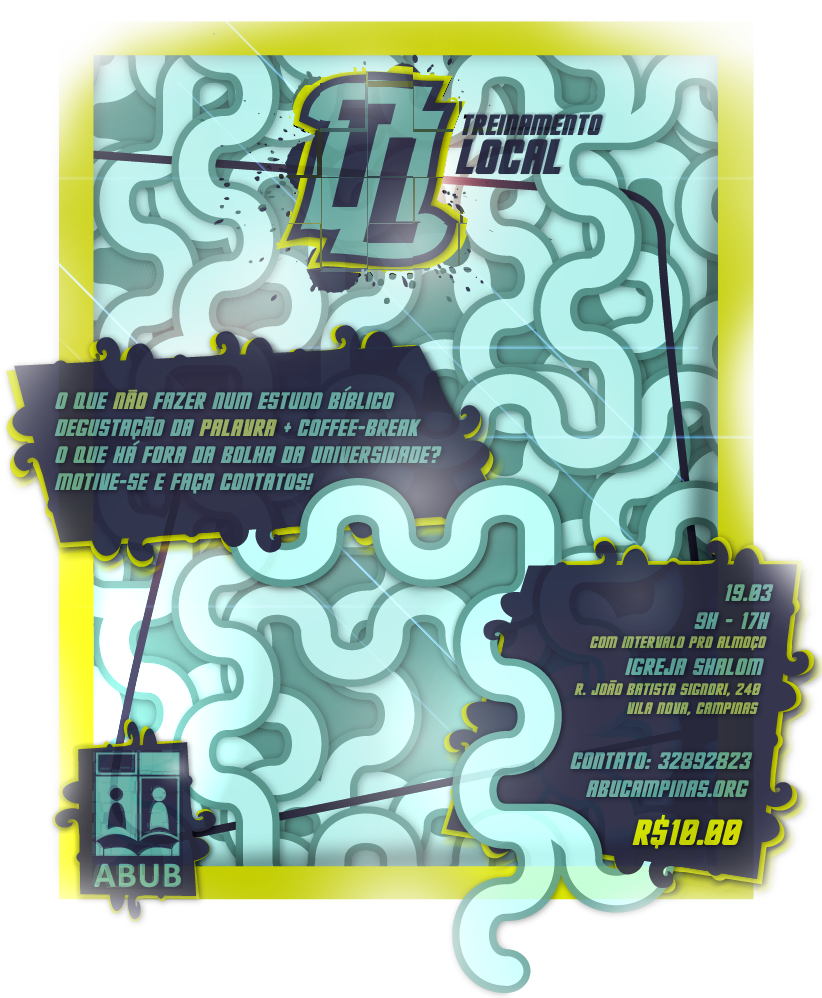 TL
TREINAMENTO
LOCAL
O QUE NÃO FAZER NUM ESTUDO BÍBLICO
DEGUSTAÇÃO DA PALAVRA + COFFEE-BREAK
O QUE HÁ FORA DA BOLHA DA UNIVERSIDADE?
MOTIVE-SE E FAÇA CONTATOS!
19.03
9H - 17H
COM INTERVALO PRO ALMOÇO
IGREJA SHALOM
R. JOÃO BATISTA SIGNORI, 240
VILA NOVA, CAMPINAS
CONTATO: 32892823
ABUCAMPINAS.ORG
R$10.00
ABUB